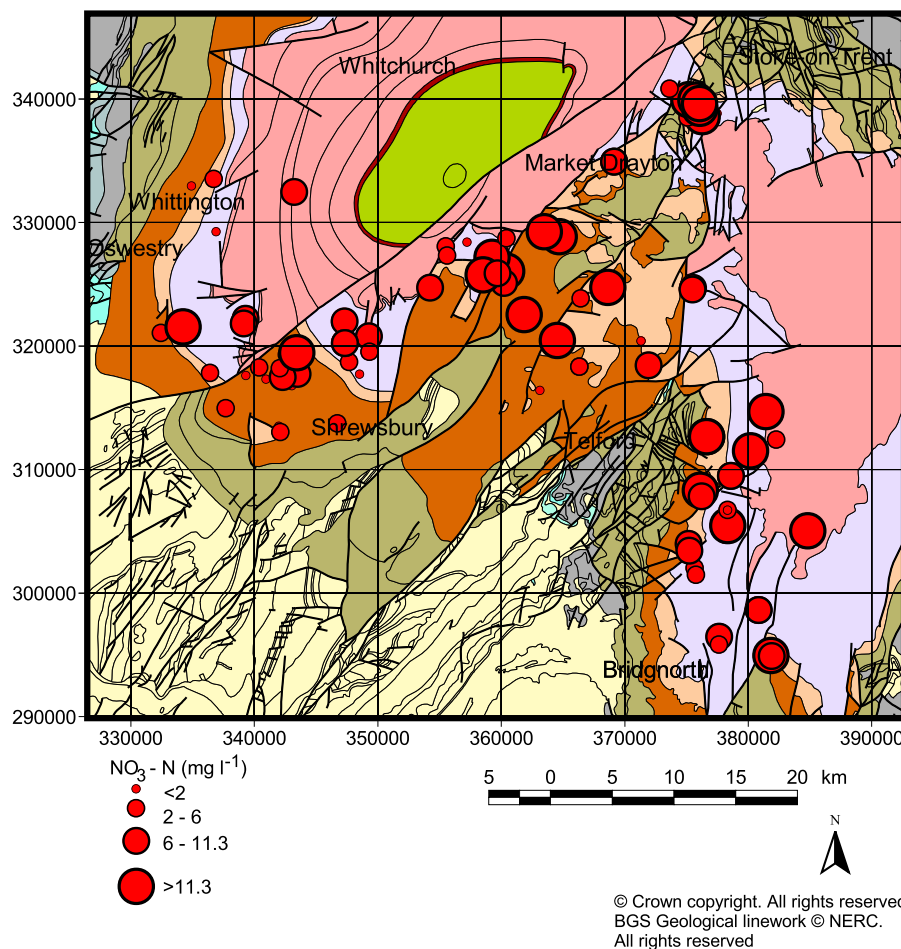 Whitchurch
Stoke-on-Trent
340000
Market Drayton
Whittington
330000
Oswestry
320000
Shrewsbury
Telford
310000
300000
Bridgnorth
290000
330000 340000 350000 360000 370000 380000 390000
NO3 - N (mg l-1)
<2
2 - 6
6 - 11.3
>11.3
5 0 5 10 15 20 km
N
© Crown copyright. All rights reserved
BGS Geological linework © NERC.
All rights reserved